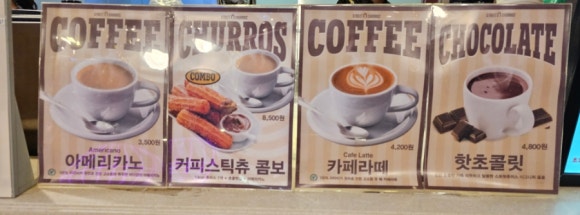 COFFEE
3,500원
Americano
아메리카노
CHURROS
COMBO
8,500원
커피스틱츄 콤보
COFFEE
Cafe Latte
4,200원
카페라떼
CHOCOLATE
4,800원
핫초콜릿